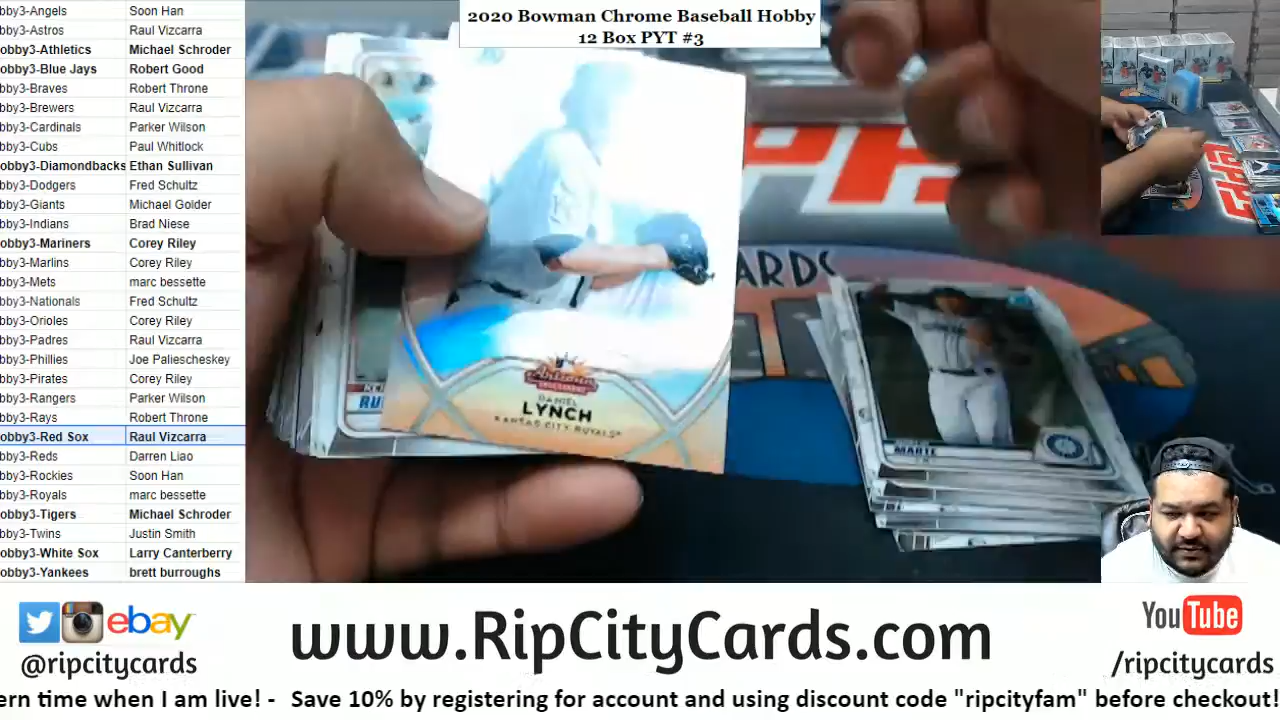 2020 Bowman Chrome Baseball Hobby
12 Box PYT #3
bby3-Angels Soon Han
bby3-Astros Raul Vizcarra
obby3-Athletics Michael Schroder
obby3-Blue Jays Robert Good
bby3-Braves Robert Throne
bby3-Brewers Raul Vizcarra
bby3-Cardinals Parker Wilson
bby3-Cubs Paul Whitlock
obby3-Diamondbacks Ethan Sullivan
bby3-Dodgers Fred Schultz
bby3-Giants Michael Golder
bby3-Indians Brad Niese
obby3-Mariners Corey Riley
bby3-Marlins Corey Riley
bby3-Mets marc bessette
bby3-Nationals Fred Schultz
bby3-Orioles Corey Riley
bby3-Padres Raul Vizcarra
bby3-Phillies Joe Paliescheskey
bby3-Pirates Corey Riley
bby3-Rangers Parker Wilson
bby3-Rays Robert Throne
obby3-Red Sox Raul Vizcarra
bby3-Reds Darren Liao
bby3-Rockies Soon Han
bby3-Royals marc bessette
obby3-Tigers Michael Schroder
bby3-Twins Justin Smith
obby3-White Sox Larry Canterbery
obby3-Yankees brett burroughs
ARDS
MARTE
RU
Arizona
DANIEL
LYNCH
KANSAS CITY ROYALS
ebay
@ripcitycards
www.RipCityCards.com
YouTube
/ripcitycards
ern time when I am live! - Save 10% by registering for account and using discount code "ripcityfam" before checkout!